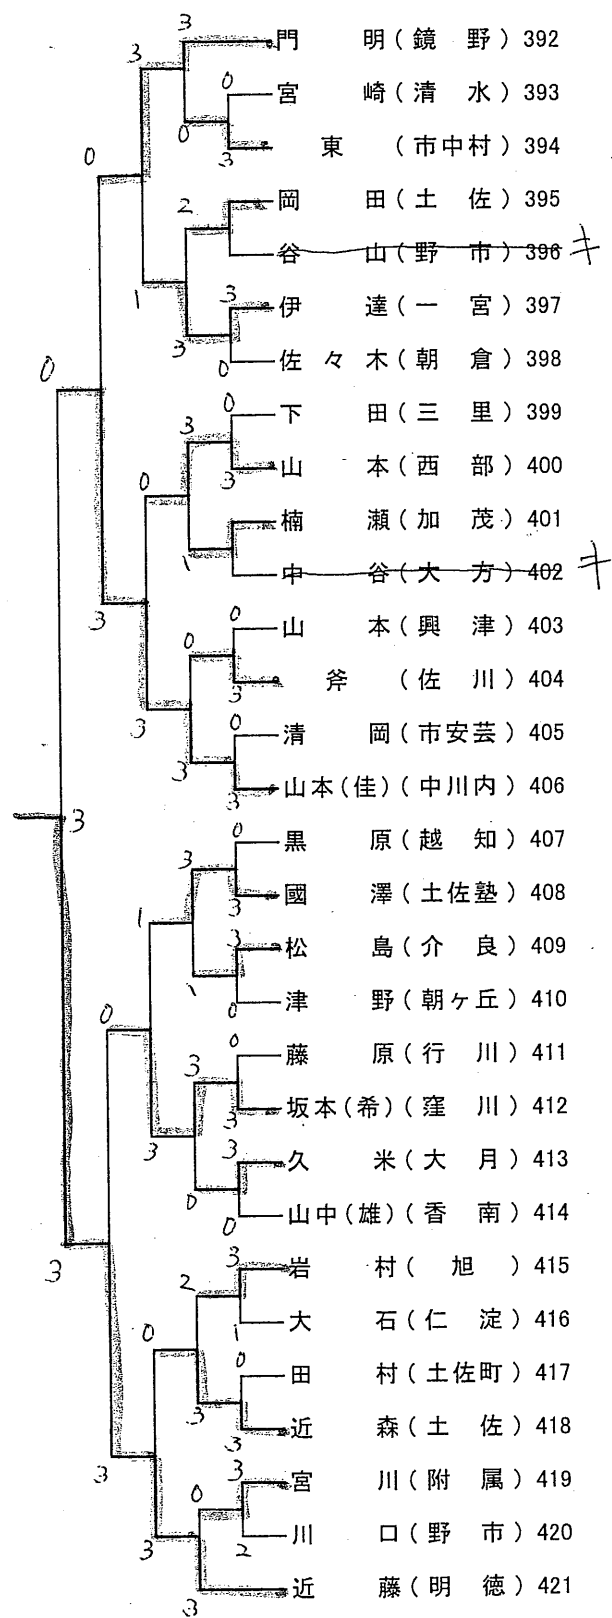 3
門 明(鏡 野)392
3
0
宮 崎(清 水)393
0
東 (市中村)394
0
3
2
岡 田(土 佐)395
谷 山(野 市)396 キ
1
3
伊 達(一 宮)397
3
0
佐々木(朝 倉)398
0
0
下 田(三 里)399
3
0
3
山 本(西 部)400
楠 瀬(加 茂)401
1
中 谷(大 方)402 キ
3
0
山 本(興 津)403
0
3
斧 (佐 川)404
3
0
清 岡(市安芸)405
3
3
山本(佳)(中川内)406
3
0
黒 原(越 知)407
3
3
國 澤(土佐塾)408
1
3
松 島(介 良)409
1
0
津 野(朝ヶ丘)410
0
0
藤 原(行 川)411
3
3
坂本(希)(窪 川)412
3
3
久 米(大 月)413
0
0
山中(雄)(香 南)414
3
3
岩 村( 旭 )415
2
1
大 石(仁 淀)416
0
0
田 村(土佐町)417
3
3
近 森(土 佐)418
3
3
宮 川(附 属)419
0
2
川 口(野 市)420
3
近 藤(明 徳)421
3